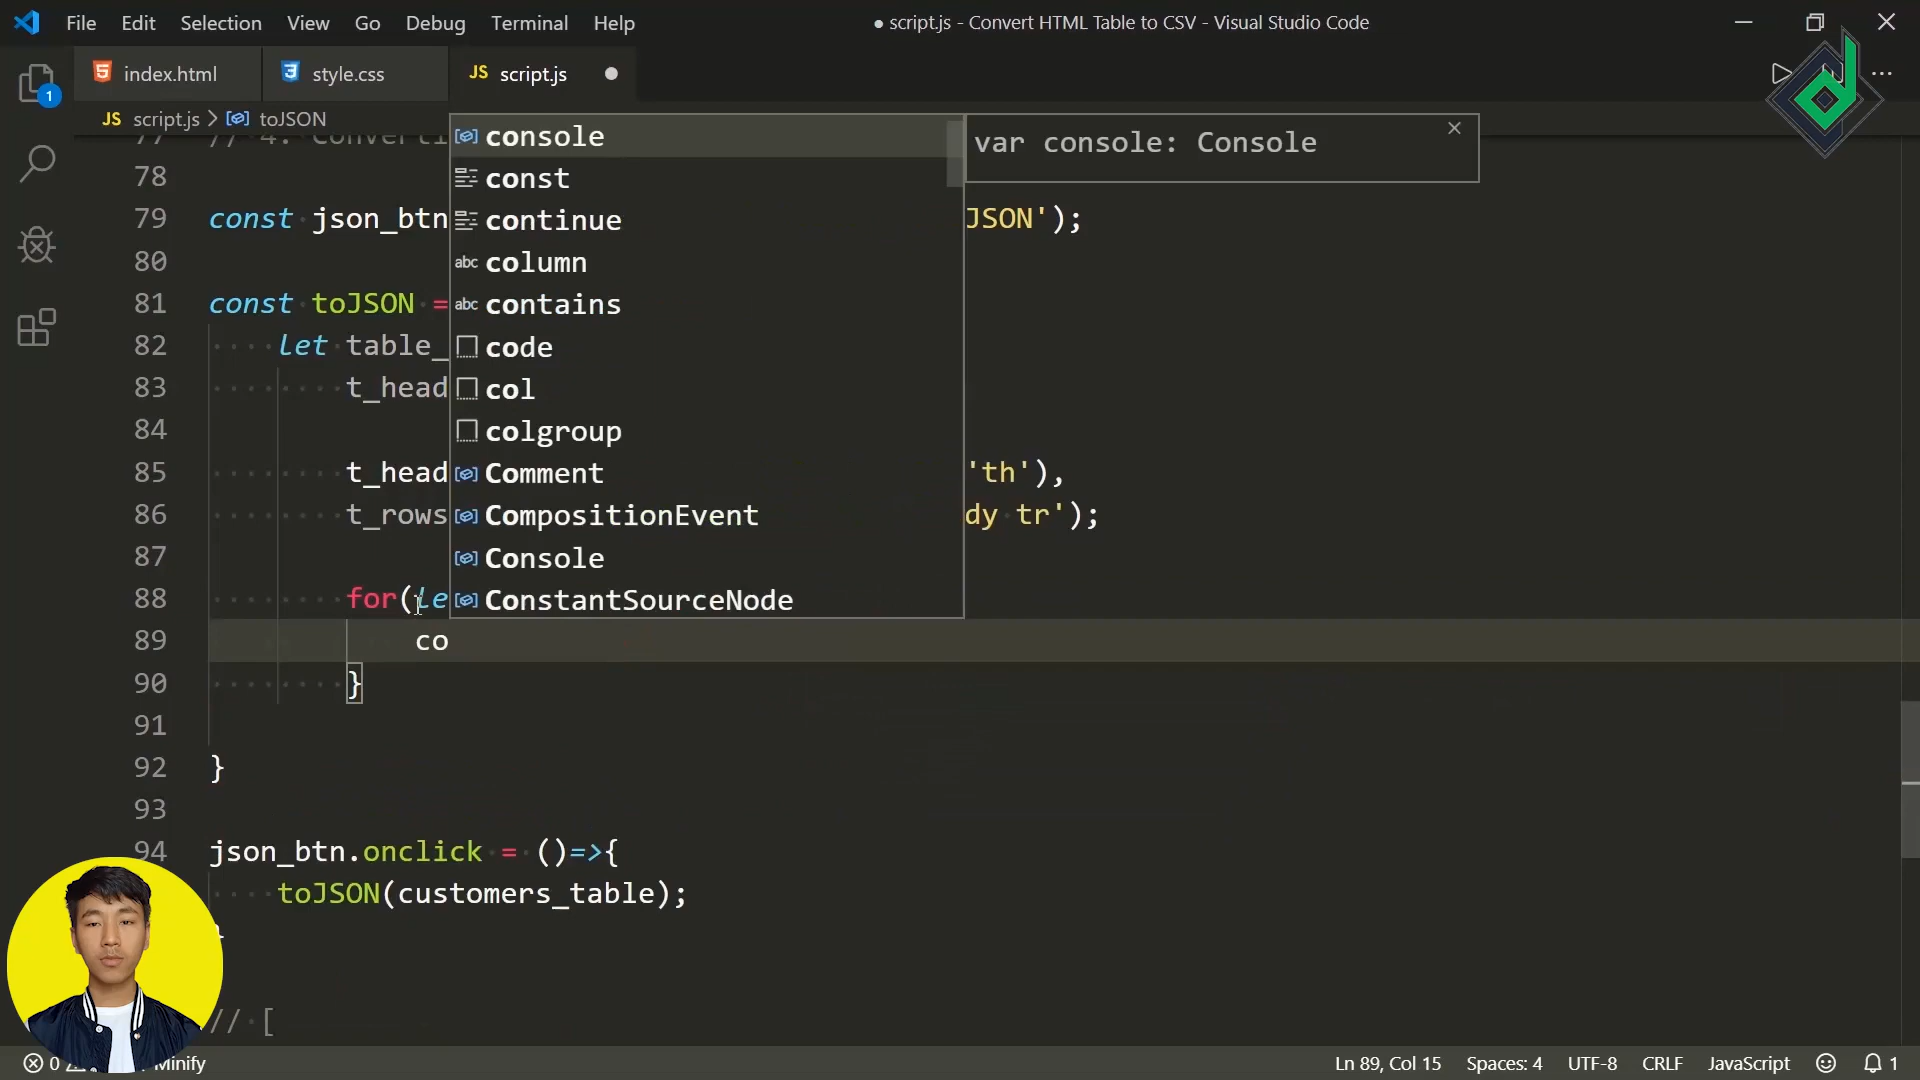 File Edit Selection View Go Debug Terminal Help
● script.js - Convert HTML Table to CSV - Visual Studio Code
index.html
style.css
JS script.js
JS script.js > toJSON
1
77 // 4. Converti
78
79 const json_btn JSON');
80
81 const toJSON =
82 let table_
83 t_head
84
85 t_head 'th'),
86 t_rows dy tr');
87
88 for(le
89 co
90 }
91
92 }
93
94 json_btn.onclick = ()=>{
toJSON(customers_table);
// [
console
const
continue
abc column
abc contains
code
col
colgroup
Comment
CompositionEvent
Console
ConstantSourceNode
var console: Console
0
Minify
Ln 89, Col 15
Spaces: 4
UTF-8
CRLF
JavaScript
1